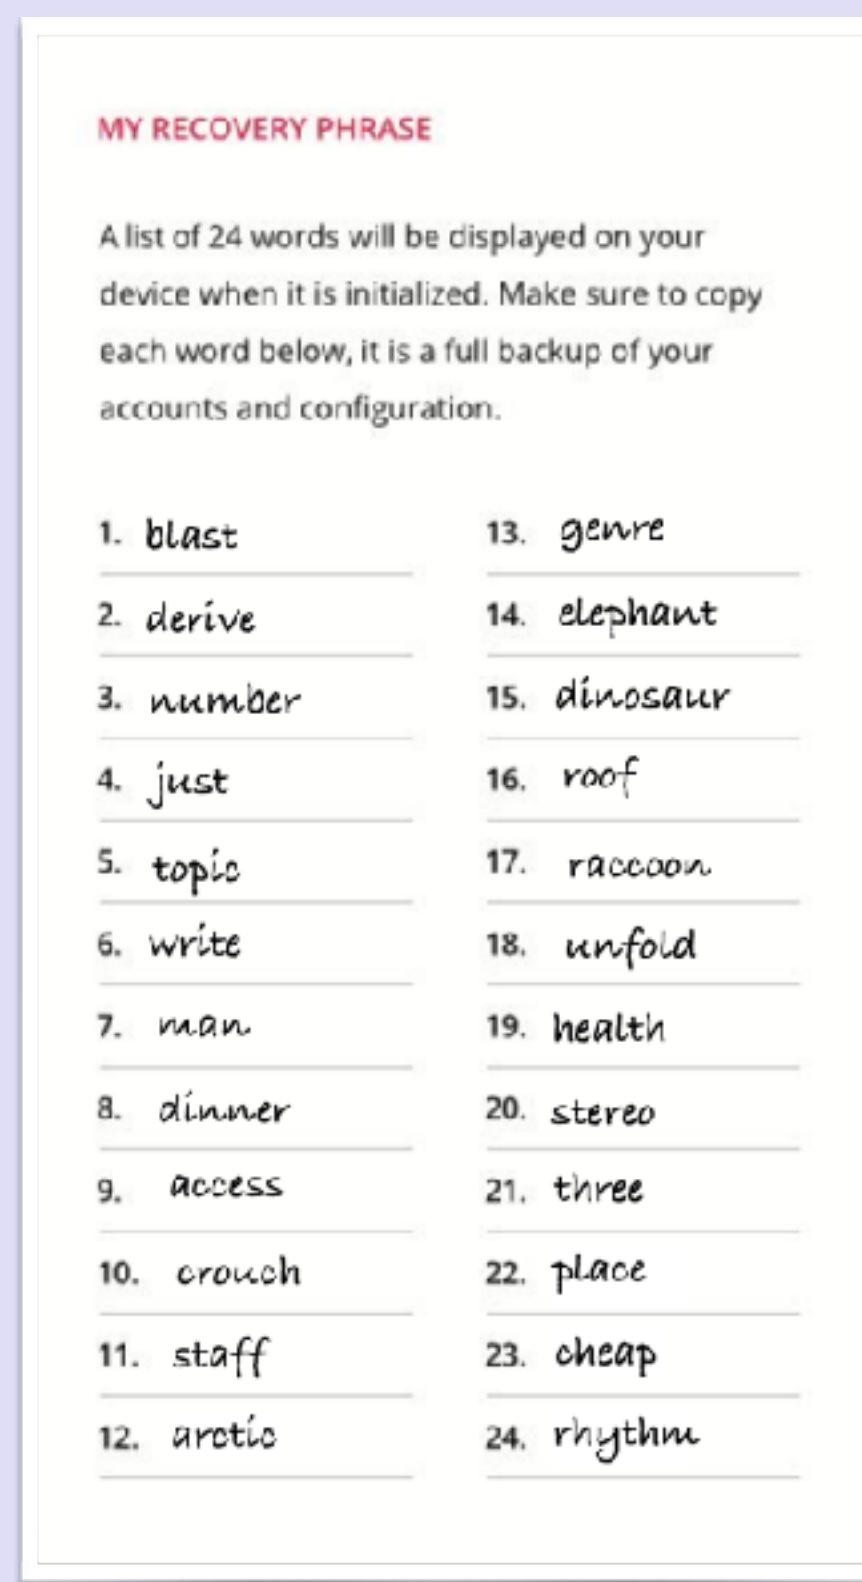 MY RECOVERY PHRASE
A list of 24 words will be displayed on your
device when it is initialized. Make sure to copy
each word below, it is a full backup of your
accounts and configuration.
1. blast
2. derive
3. number
4. just
5. topic
6. write
7. man
8. dinner
9. access
10. crouch
11. staff
12. arctic
13. genre
14. elephant
15. dinosaur
16. roof
17. raccoon
18. unfold
19. health
20. stereo
21. three
22. place
23. cheap
24. rhythm